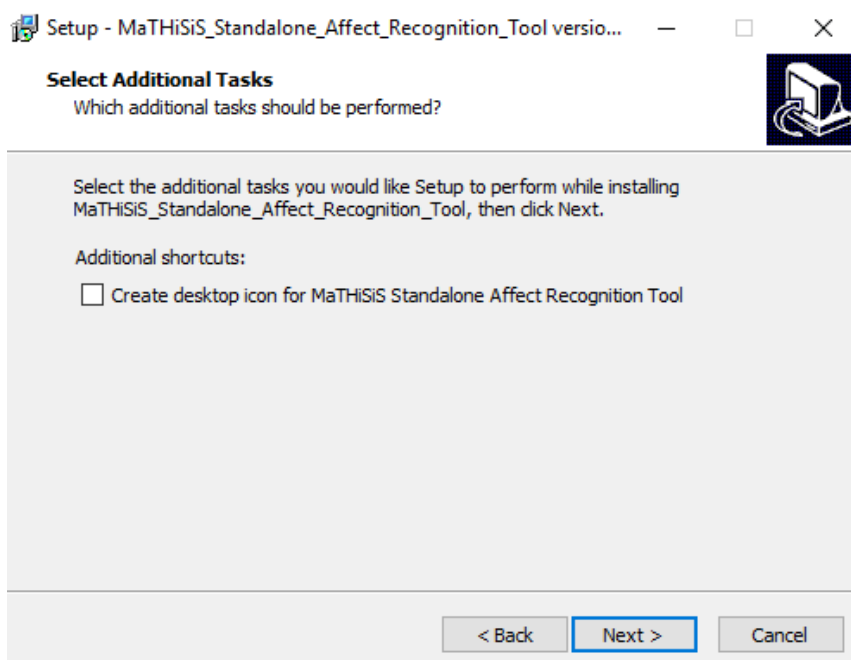 Setup - MaTHiSiS_Standalone_Affect_Recognition_Tool versio...
Select Additional Tasks
Which additional tasks should be performed?
Select the additional tasks you would like Setup to perform while installing
MaTHiSiS_Standalone_Affect_Recognition_Tool, then click Next.
Additional shortcuts:
Create desktop icon for MaTHiSiS Standalone Affect Recognition Tool
< Back
Next >
Cancel